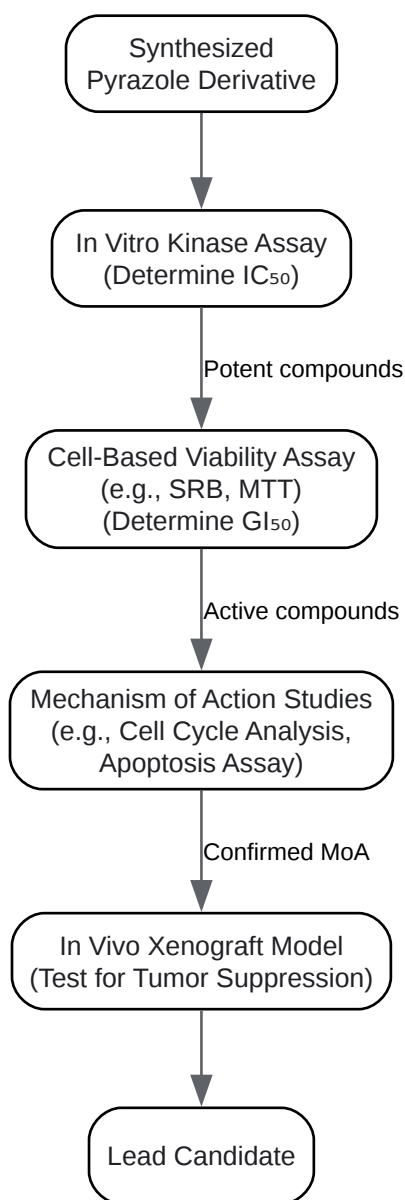 Synthesized
Pyrazole Derivative
In Vitro Kinase Assay
(Determine IC₅₀)
Potent compounds
Cell-Based Viability Assay
(e.g., SRB, MTT)
(Determine GI₅₀)
Active compounds
Mechanism of Action Studies
(e.g., Cell Cycle Analysis,
Apoptosis Assay)
Confirmed MoA
In Vivo Xenograft Model
(Test for Tumor Suppression)
Lead Candidate